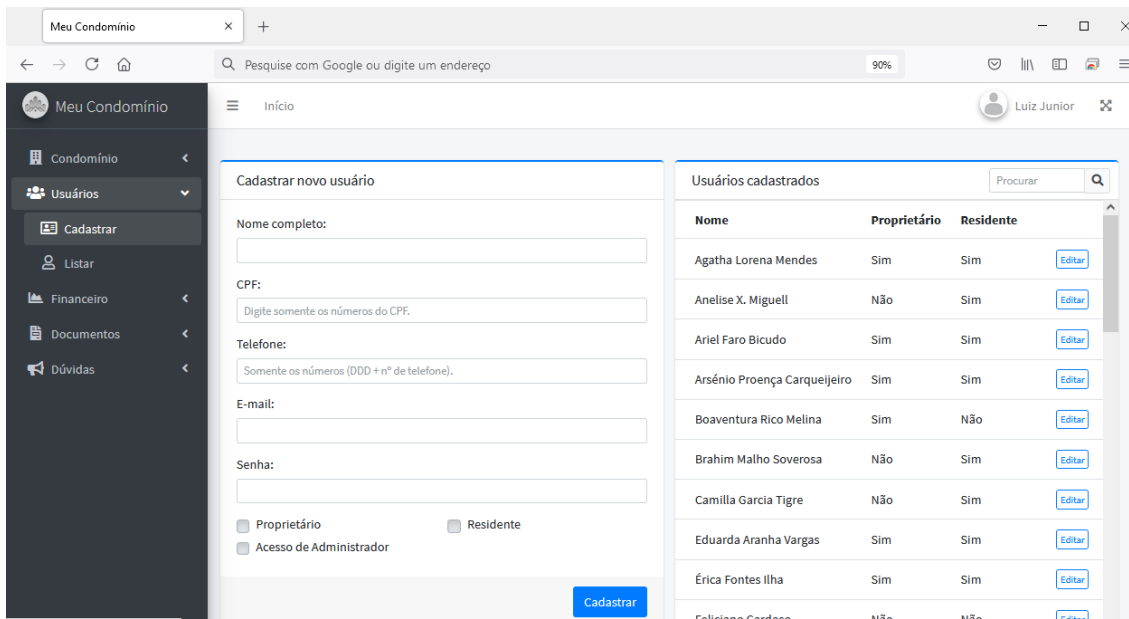 Meu Condomínio
Pesquise com Google ou digite um endereço
90%
Meu Condomínio
Início
Luiz Junior
Condomínio
Usuários
Cadastrar
Listar
Financeiro
Documentos
Dúvidas
Cadastrar novo usuário
Nome completo:
CPF:
Digite somente os números do CPF.
Telefone:
Somente os números (DDD + nº de telefone).
E-mail:
Senha:
Proprietário
Residente
Acesso de Administrador
Cadastrar
Usuários cadastrados
Procurar
Nome Proprietário Residente
Agatha Lorena Mendes Sim Sim Editar
Anelise X. Miguell Não Sim Editar
Ariel Faro Bicudo Sim Sim Editar
Arsénio Proença Carqueijeiro Sim Sim Editar
Boaventura Rico Melina Sim Não Editar
Brahim Malho Soverosa Não Sim Editar
Camilla Garcia Tigre Não Sim Editar
Eduarda Aranha Vargas Sim Sim Editar
Érica Fontes Ilha Sim Sim Editar
Feliciano Cardoso Não Não Editar